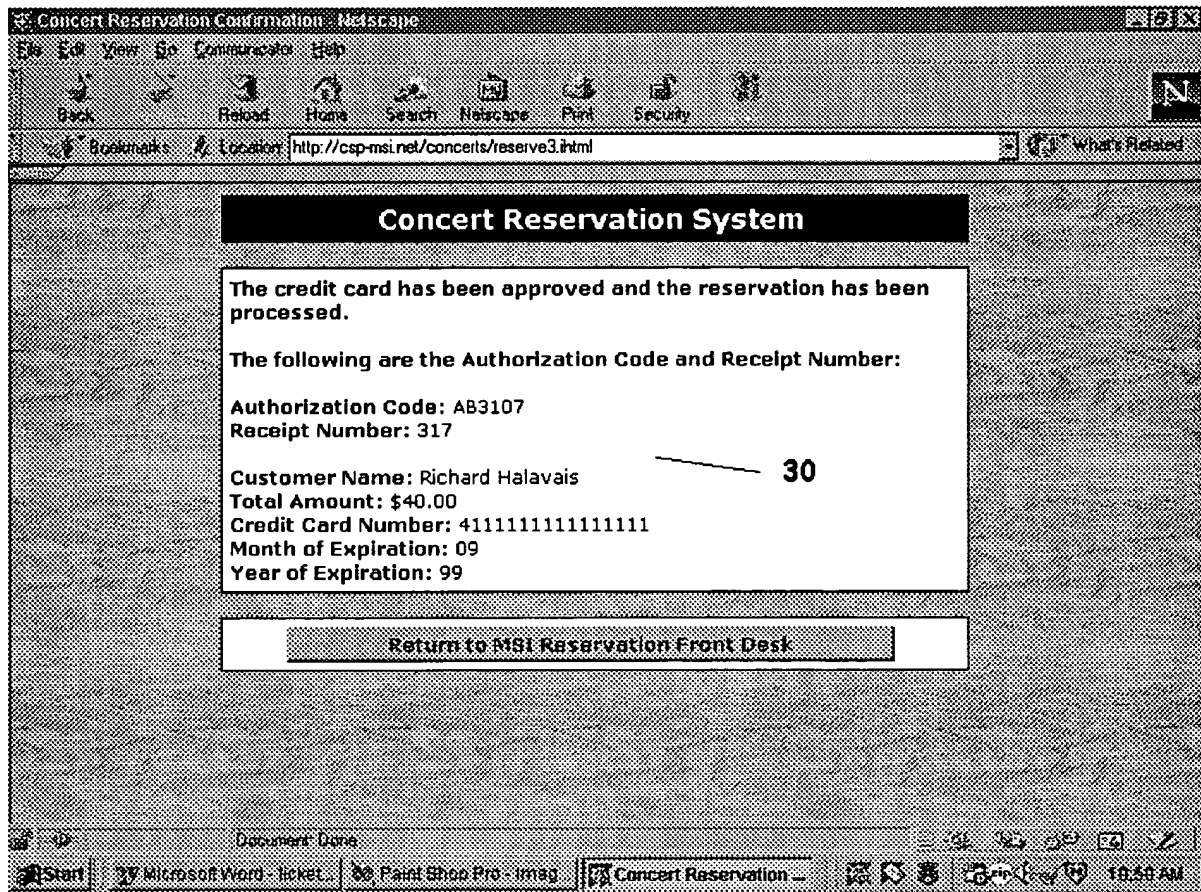 Concert Reservation Confirmation - Netscape
File Edit View Go Communicator Help
Back Reload Home Search Netscape Print Security
N
Bookmarks Location: http://csp-msi.net/concerts/reserve3.ihtml What's Related
Concert Reservation System
The credit card has been approved and the reservation has been
processed.
The following are the Authorization Code and Receipt Number:
Authorization Code: AB3107
Receipt Number: 317
Customer Name: Richard Halavais
30
Total Amount: $40.00
Credit Card Number: 4111111111111111
Month of Expiration: 09
Year of Expiration: 99
Return to MSI Reservation Front Desk
Document: Done
Start Microsoft Word - ticket... Paint Shop Pro - Imag... Concert Reservation ... 10:50 AM